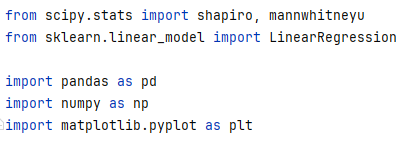 from scipy.stats import shapiro, mannwhitneyu
from sklearn.linear_model import LinearRegression

import pandas as pd
import numpy as np
import matplotlib.pyplot as plt